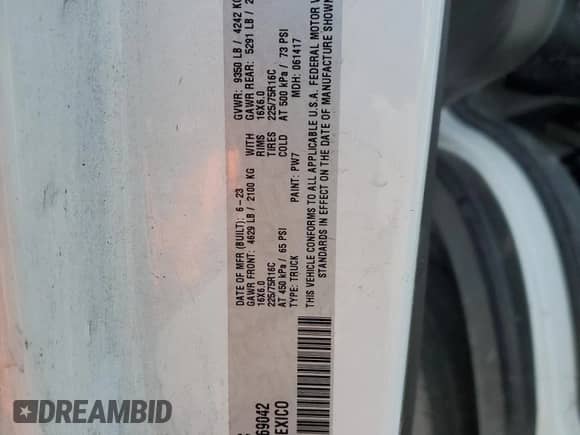 DATE OF MFR (BUILT): 6-23 GVWR: 9350 LB / 4242 KG
GAWR FRONT: 4629 LB / 2100 KG WITH GAWR REAR: 5291 LB / 2
16X6.0 RIMS 16X6.0
225/75R16C TIRES 225/75R16C
AT 450 kPa / 65 PSI COLD AT 500 kPa / 73 PSI
TYPE: TRUCK PAINT: PW7 MDH: 061417
THIS VEHICLE CONFORMS TO ALL APPLICABLE U.S.A. FEDERAL MOTOR V
STANDARDS IN EFFECT ON THE DATE OF MANUFACTURE SHOWN
69042
EXICO
DREAMBID